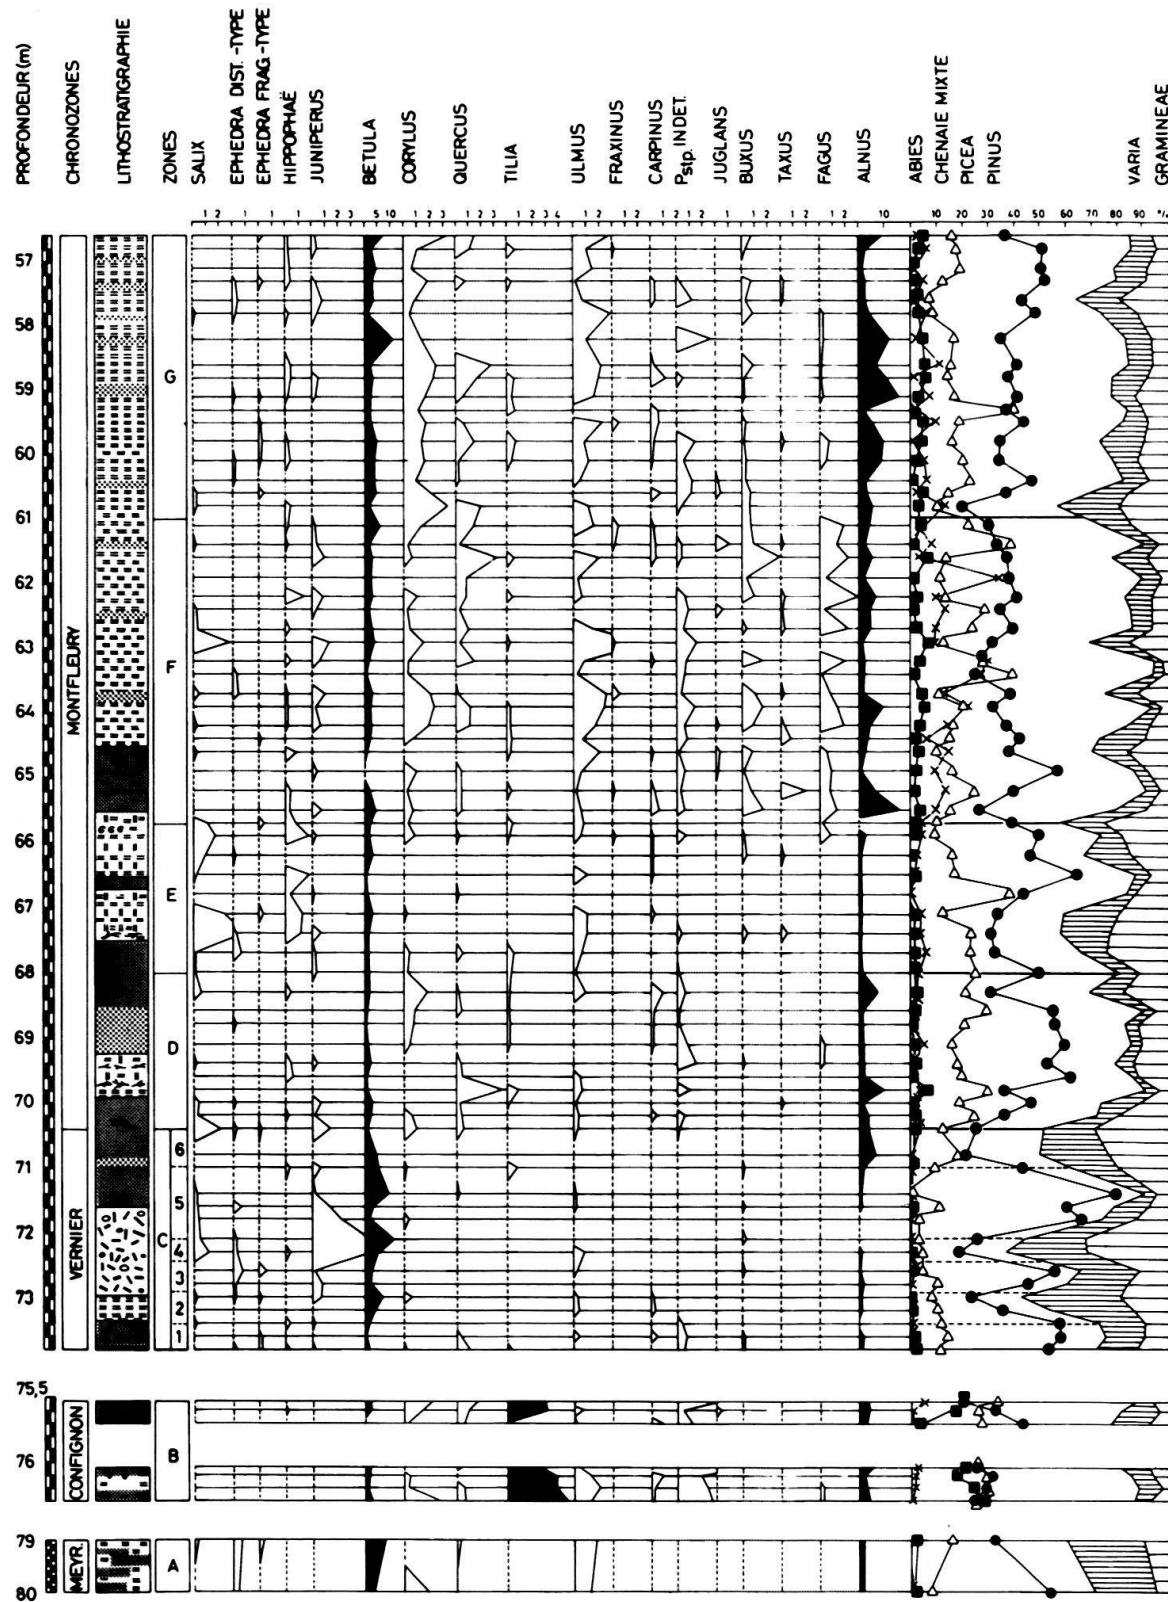 PROFONDEUR (m)
CHRONOZONES
LITHOSTRATIGRAPHIE
ZONES
SALIX
EPHEDRA DIST.-TYPE
EPHEDRA FRAG-TYPE
HIPPOPHAË
JUNIPERUS
BETULA
CORYLUS
QUERCUS
TILIA
ULMUS
FRAXINUS
CARPINUS
P sip. INDET.
JUGLANS
BUXUS
TAXUS
FAGUS
ALNUS
ABIES
CHENAIE MIXTE
PICEA
PINUS
VARIA
GRAMINEAE
1 2 1 1 1 1 2 3 5 10 1 2 3 1 2 3 1 2 3 4 1 2 1 2 1 2 1 2 1 2 1 2 1 2 10 10 20 30 40 50 60 70 80 90 %
57
58
59
60
61
62
63
64
65
66
67
68
69
70
71
72
73
75,5
76
79
80
MONTFLEURY
VERNIER
CONFIGNON
MEYR.
G
F
E
D
C
6
5
4
3
2
1
B
A